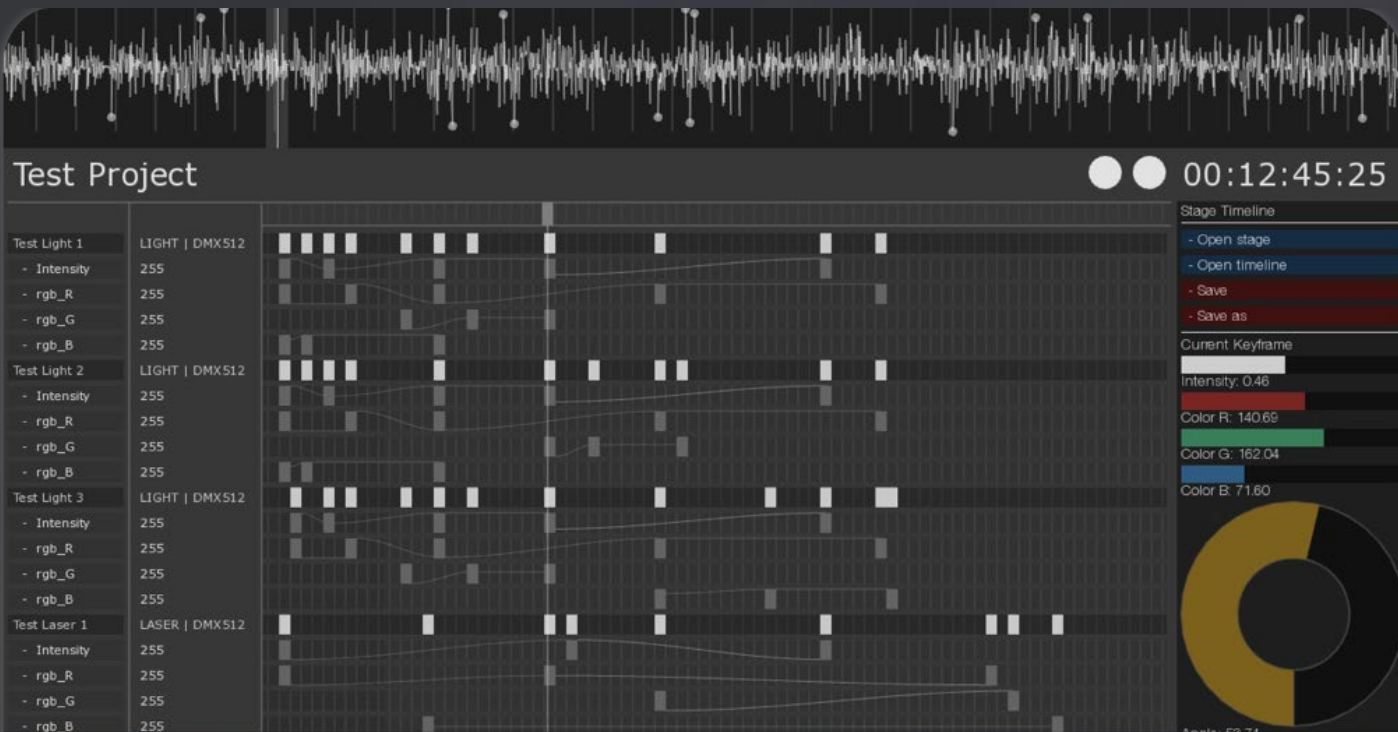 Test Project
00:12:45:25
Stage Timeline
- Open stage
- Open timeline
- Save
- Save as
Current Keyframe
Intensity: 0.46
Color R: 140.69
Color G: 162.04
Color B: 71.60
Test Light 1 LIGHT | DMX512
- Intensity 255
- rgb_R 255
- rgb_G 255
- rgb_B 255
Test Light 2 LIGHT | DMX512
- Intensity 255
- rgb_R 255
- rgb_G 255
- rgb_B 255
Test Light 3 LIGHT | DMX512
- Intensity 255
- rgb_R 255
- rgb_G 255
- rgb_B 255
Test Laser 1 LASER | DMX512
- Intensity 255
- rgb_R 255
- rgb_G 255
- rgb_B 255